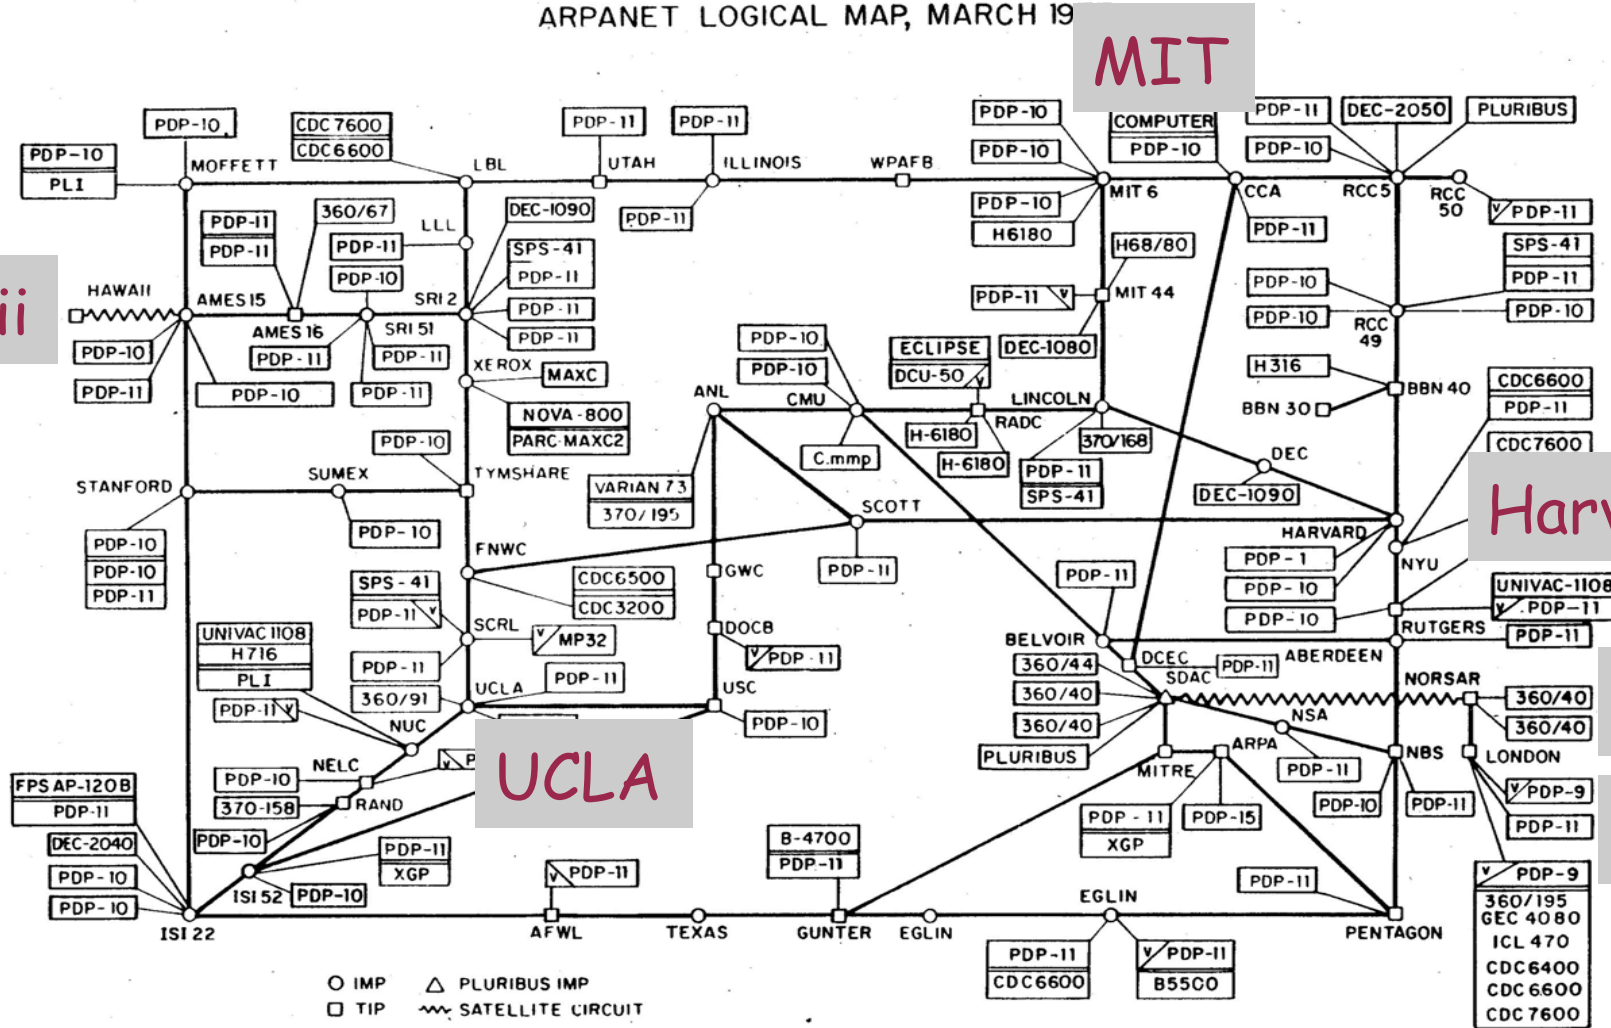 ARPANET LOGICAL MAP, MARCH 19
MIT
PDP-10
CDC 7600
CDC 6600
PDP-11
PDP-11
PDP-10
PDP-10
COMPUTER
PDP-10
PDP-11
PDP-10
DEC-2050
PLURIBUS
PDP-10
PLI
MOFFETT
LBL
UTAH
ILLINOIS
WPAFB
MIT 6
CCA
RCC 5
RCC
50
PDP-11
PDP-11
360/67
LLL
PDP-11
DEC-1090
PDP-11
PDP-10
H6180
PDP-11
V PDP-11
SPS-41
PDP-11
H68/80
SPS-41
PDP-11
PDP-10
PDP-10
ii
HAWAII
AMES 15
AMES 16
SRI 51
SRI 2
PDP-11
PDP-11
PDP-11 V
MIT 44
DEC-1080
PDP-10
RCC
49
PDP-10
PDP-10
PDP-11
PDP-10
PDP-11
PDP-11
PDP-11
XEROX
MAXC
NOVA-800
PARC-MAXC2
PDP-10
PDP-10
ECLIPSE
DCU-50 V
H316
BBN 40
BBN 30
CDC6600
PDP-11
CDC7600
ANL
CMU
RADC
LINCOLN
C.mmp
H-6180
H-6180
370/168
PDP-11
SPS-41
DEC
DEC-1090
PDP-10
STANFORD
SUMEX
TYMSHARE
VARIAN 73
370/195
SCOTT
HARVARD
Harv
PDP-10
PDP-10
PDP-11
PDP-10
FNWC
CDC6500
CDC3200
GWC
PDP-11
PDP-11
PDP-1
PDP-10
PDP-10
NYU
UNIVAC-1108
V PDP-11
PDP-11
SPS-41
PDP-11 V
SCRL
V MP32
DOCB
V PDP-11
BELVOIR
ABERDEEN
RUTGERS
UNIVAC 1108
H716
PLI
PDP-11 V
PDP-11
360/91
UCLA
PDP-11
USC
PDP-10
360/44
360/40
360/40
PLURIBUS
DCEC
PDP-11
SDAC
NORSAR
360/40
360/40
NUC
NELC
V P
UCLA
NSA
PDP-11
MITRE
ARPA
NBS
LONDON
PDP-10
370-158
RAND
PDP-10
PDP-11
XGP
PDP-15
PDP-10
PDP-11
V PDP-9
PDP-11
FPS AP-120B
PDP-11
DEC-2040
PDP-10
PDP-10
PDP-11
XGP
ISI 52
PDP-10
V PDP-11
B-4700
PDP-11
PDP-11
V PDP-9
360/195
GEC 4080
ICL 470
CDC6400
CDC 6600
CDC 7600
ISI 22
AFWL
TEXAS
GUNTER
EGLIN
EGLIN
PENTAGON
PDP-11
CDC6600
V PDP-11
B5500
IMP
PLURIBUS IMP
TIP
SATELLITE CIRCUIT